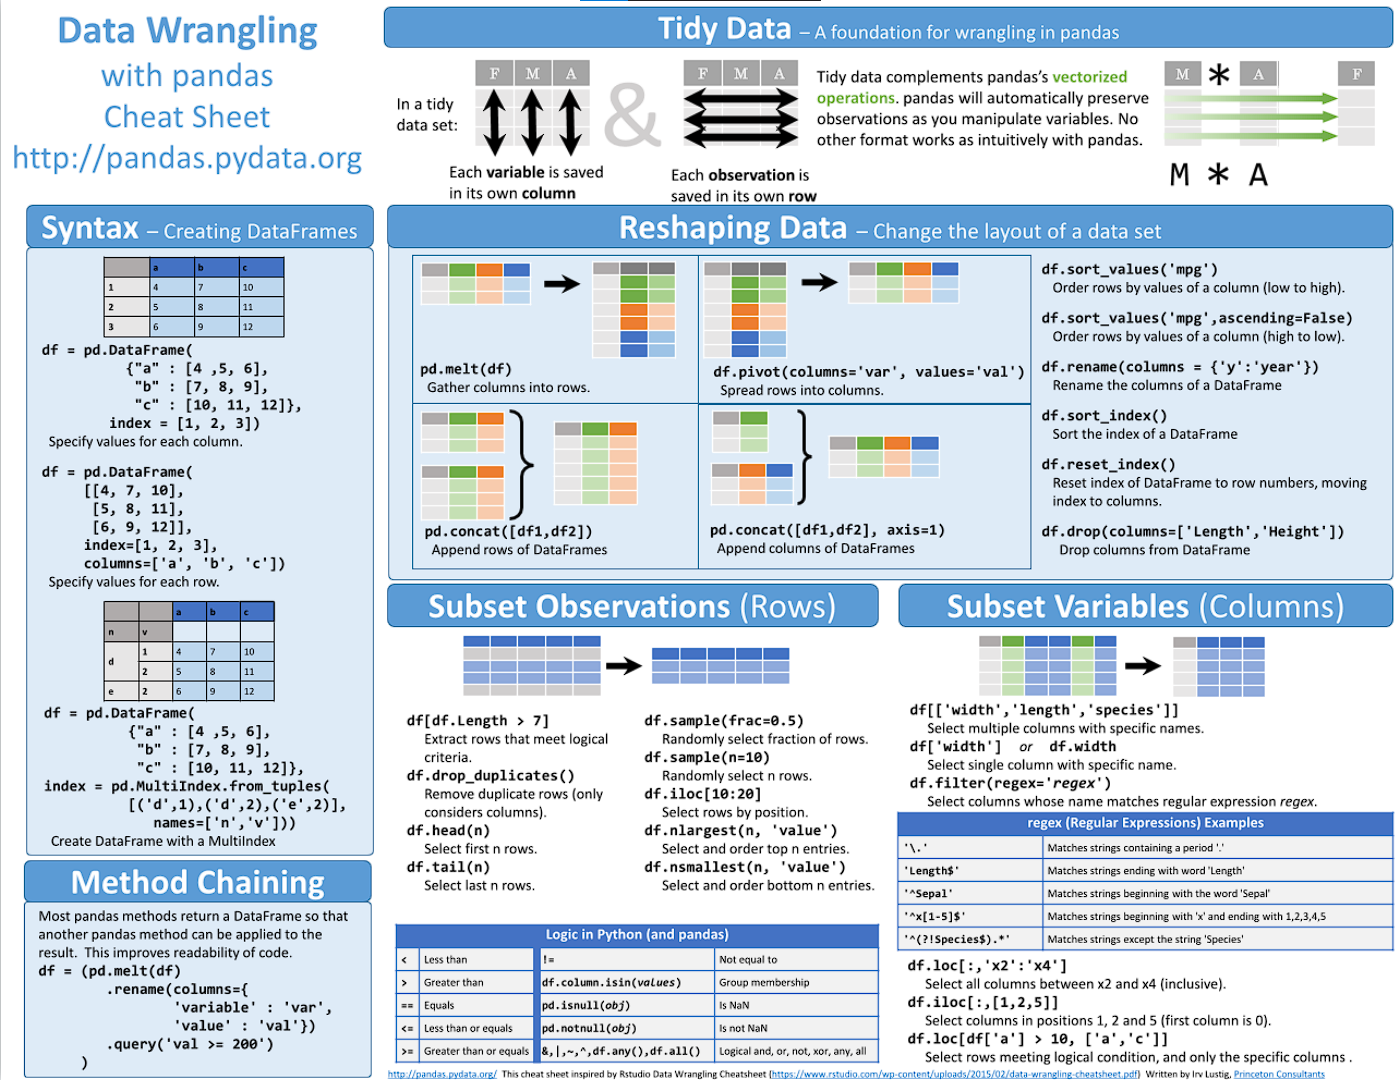 Data Wrangling
with pandas
Cheat Sheet
http://pandas.pydata.org
Tidy Data – A foundation for wrangling in pandas
In a tidy
data set:
F M A
Each variable is saved
in its own column
&
F M A
Each observation is
saved in its own row
Tidy data complements pandas's vectorized
operations. pandas will automatically preserve
observations as you manipulate variables. No
other format works as intuitively with pandas.
M * A F
M * A
Syntax – Creating DataFrames
a b c
1 4 7 10
2 5 8 11
3 6 9 12
df = pd.DataFrame(
{"a" : [4 ,5, 6],
"b" : [7, 8, 9],
"c" : [10, 11, 12]},
index = [1, 2, 3])
Specify values for each column.
df = pd.DataFrame(
[[4, 7, 10],
[5, 8, 11],
[6, 9, 12]],
index=[1, 2, 3],
columns=['a', 'b', 'c'])
Specify values for each row.
a b c
n v
d 1 4 7 10
2 5 8 11
e 2 6 9 12
df = pd.DataFrame(
{"a" : [4 ,5, 6],
"b" : [7, 8, 9],
"c" : [10, 11, 12]},
index = pd.MultiIndex.from_tuples(
[('d',1),('d',2),('e',2)],
names=['n','v']))
Create DataFrame with a MultiIndex
Method Chaining
Most pandas methods return a DataFrame so that
another pandas method can be applied to the
result. This improves readability of code.
df = (pd.melt(df)
.rename(columns={
'variable' : 'var',
'value' : 'val'})
.query('val >= 200')
)
Reshaping Data – Change the layout of a data set
pd.melt(df)
Gather columns into rows.
df.pivot(columns='var', values='val')
Spread rows into columns.
pd.concat([df1,df2])
Append rows of DataFrames
pd.concat([df1,df2], axis=1)
Append columns of DataFrames
df.sort_values('mpg')
Order rows by values of a column (low to high).
df.sort_values('mpg',ascending=False)
Order rows by values of a column (high to low).
df.rename(columns = {'y':'year'})
Rename the columns of a DataFrame
df.sort_index()
Sort the index of a DataFrame
df.reset_index()
Reset index of DataFrame to row numbers, moving
index to columns.
df.drop(columns=['Length','Height'])
Drop columns from DataFrame
Subset Observations (Rows)
df[df.Length > 7]
Extract rows that meet logical
criteria.
df.drop_duplicates()
Remove duplicate rows (only
considers columns).
df.head(n)
Select first n rows.
df.tail(n)
Select last n rows.
df.sample(frac=0.5)
Randomly select fraction of rows.
df.sample(n=10)
Randomly select n rows.
df.iloc[10:20]
Select rows by position.
df.nlargest(n, 'value')
Select and order top n entries.
df.nsmallest(n, 'value')
Select and order bottom n entries.
Logic in Python (and pandas)
< Less than != Not equal to
> Greater than df.column.isin(values) Group membership
== Equals pd.isnull(obj) Is NaN
<= Less than or equals pd.notnull(obj) Is not NaN
>= Greater than or equals &,|,~,^,df.any(),df.all() Logical and, or, not, xor, any, all
Subset Variables (Columns)
df[['width','length','species']]
Select multiple columns with specific names.
df['width'] or df.width
Select single column with specific name.
df.filter(regex='regex')
Select columns whose name matches regular expression regex.
regex (Regular Expressions) Examples
'\.' Matches strings containing a period '.'
'Length$' Matches strings ending with word 'Length'
'^Sepal' Matches strings beginning with the word 'Sepal'
'^x[1-5]$' Matches strings beginning with 'x' and ending with 1,2,3,4,5
'^(?!Species$).*' Matches strings except the string 'Species'
df.loc[:,'x2':'x4']
Select all columns between x2 and x4 (inclusive).
df.iloc[:,[1,2,5]]
Select columns in positions 1, 2 and 5 (first column is 0).
df.loc[df['a'] > 10, ['a','c']]
Select rows meeting logical condition, and only the specific columns .
http://pandas.pydata.org/ This cheat sheet inspired by Rstudio Data Wrangling Cheatsheet (https://www.rstudio.com/wp-content/uploads/2015/02/data-wrangling-cheatsheet.pdf) Written by Irv Lustig, Princeton Consultants